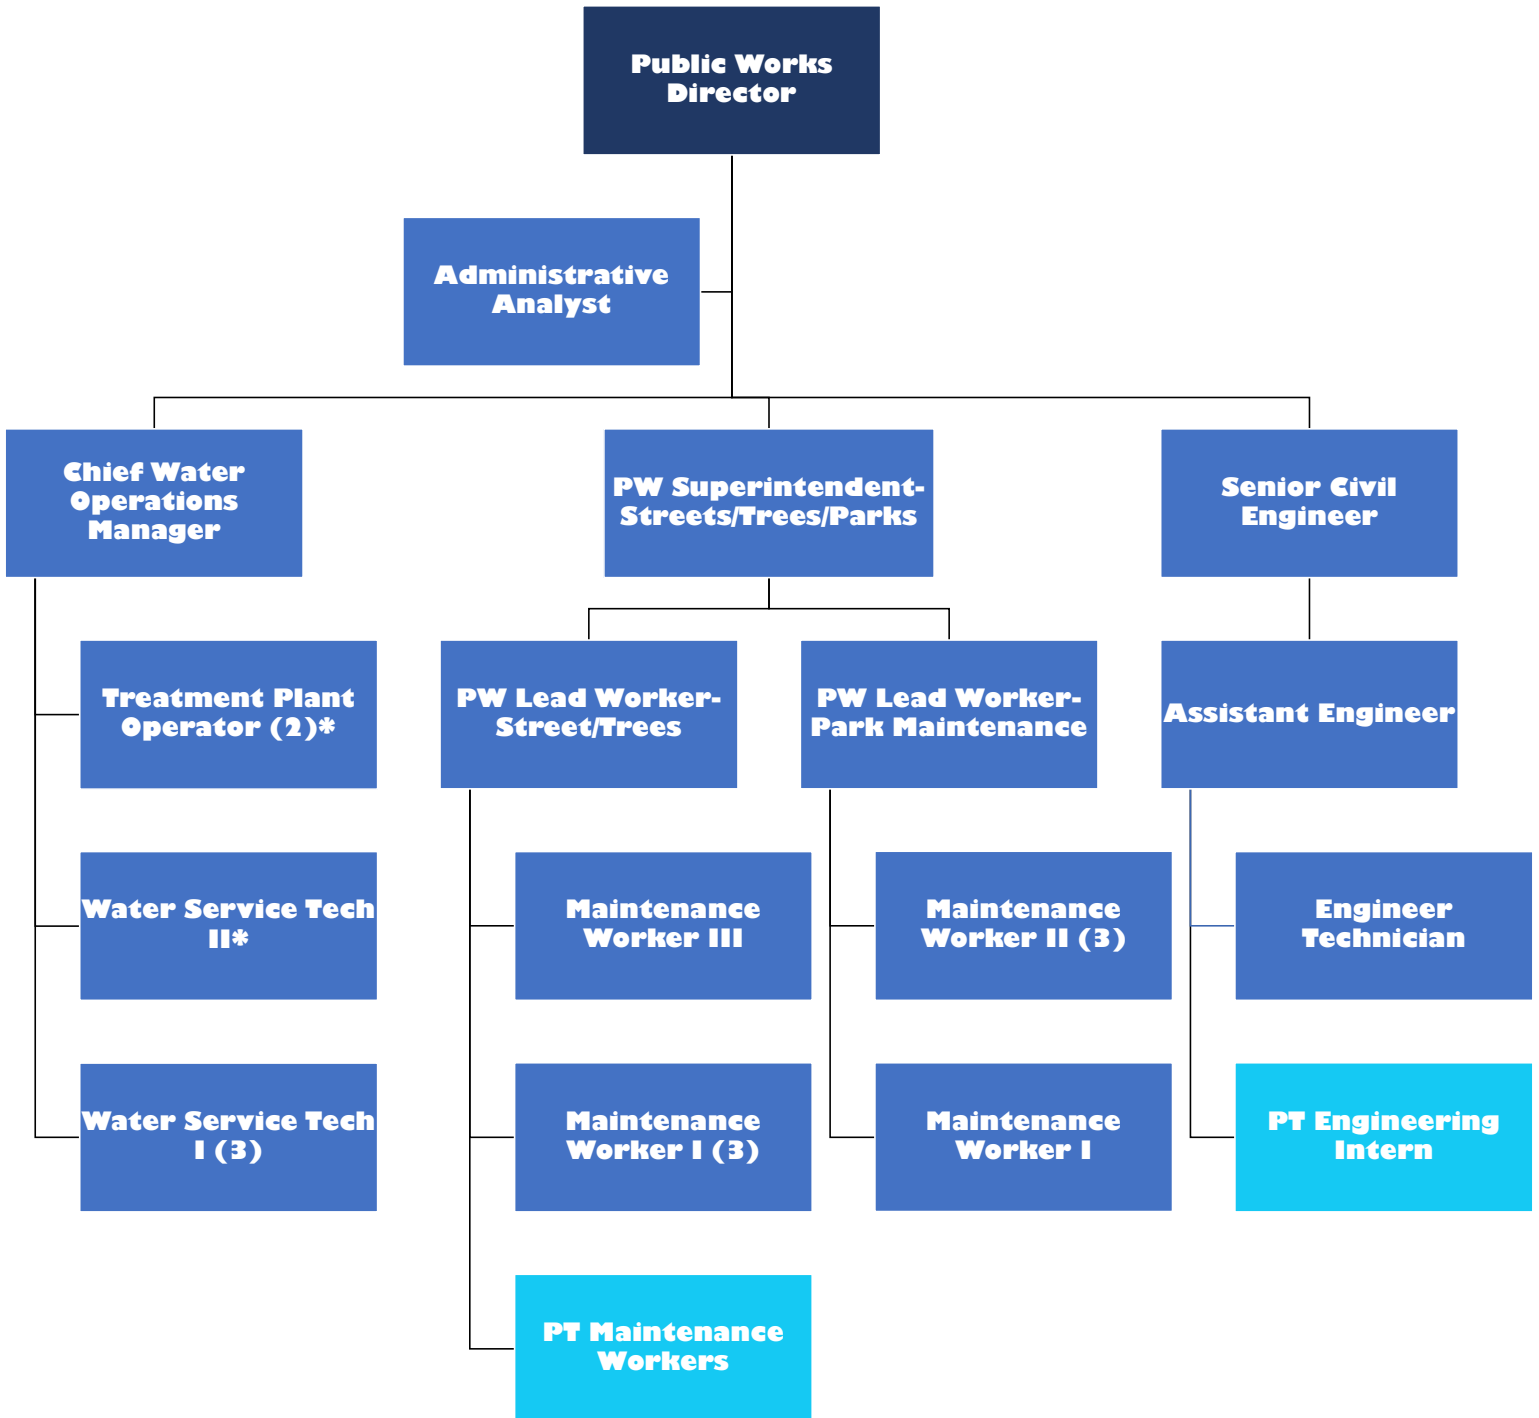 Public Works
Director
Administrative
Analyst
Chief Water
Operations
Manager
PW Superintendent-
Streets/Trees/Parks
Senior Civil
Engineer
Treatment Plant
Operator (2)*
PW Lead Worker-
Street/Trees
PW Lead Worker-
Park Maintenance
Assistant Engineer
Water Service Tech
II*
Maintenance
Worker III
Maintenance
Worker II (3)
Engineer
Technician
Water Service Tech
I (3)
Maintenance
Worker I (3)
Maintenance
Worker I
PT Engineering
Intern
PT Maintenance
Workers